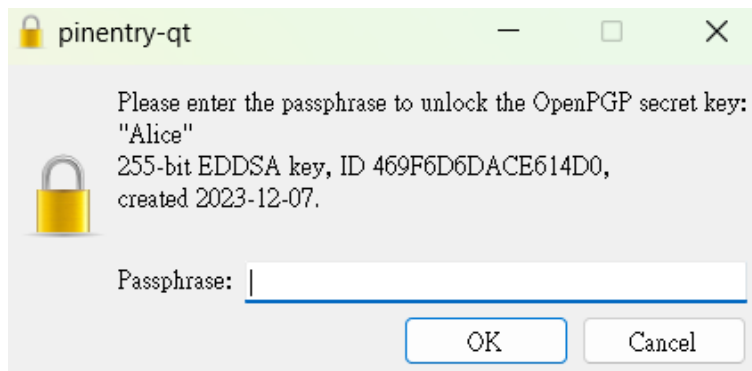 pinentry-qt
Please enter the passphrase to unlock the OpenPGP secret key:
"Alice"
255-bit EDDSA key, ID 469F6D6DACE614D0,
created 2023-12-07.
Passphrase:
OK
Cancel